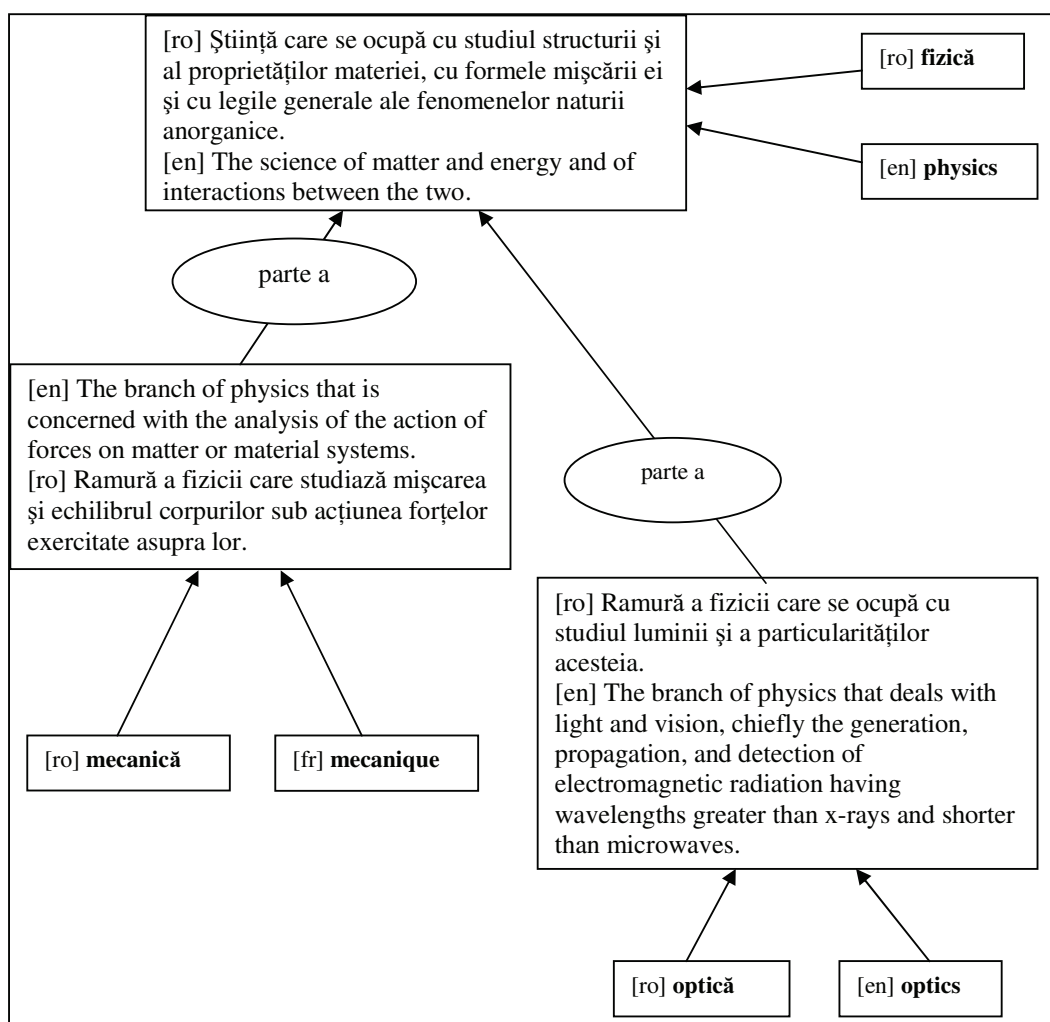 [ro] Ştiinţă care se ocupă cu studiul structurii şi
al proprietăţilor materiei, cu formele mişcării ei
şi cu legile generale ale fenomenelor naturii
anorganice.
[en] The science of matter and energy and of
interactions between the two.
[ro] fizică
[en] physics
parte a
[en] The branch of physics that is
concerned with the analysis of the action of
forces on matter or material systems.
[ro] Ramură a fizicii care studiază mişcarea
şi echilibrul corpurilor sub acţiunea forţelor
exercitate asupra lor.
parte a
[ro] mecanică
[fr] mecanique
[ro] Ramură a fizicii care se ocupă cu
studiul luminii şi a particularităţilor
acesteia.
[en] The branch of physics that deals with
light and vision, chiefly the generation,
propagation, and detection of
electromagnetic radiation having
wavelengths greater than x-rays and shorter
than microwaves.
[ro] optică
[en] optics